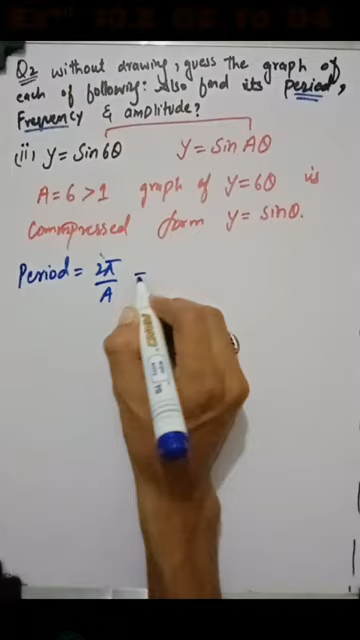 Q2 without drawing, guess the graph of
each of following: Also find its period,
Frequency & amplitude?
(ii) y = Sin 6θ y = Sin Aθ
A = 6 > 1 graph of y = 6θ is
Commpressed form y = sinθ.
Period = 2π/A =